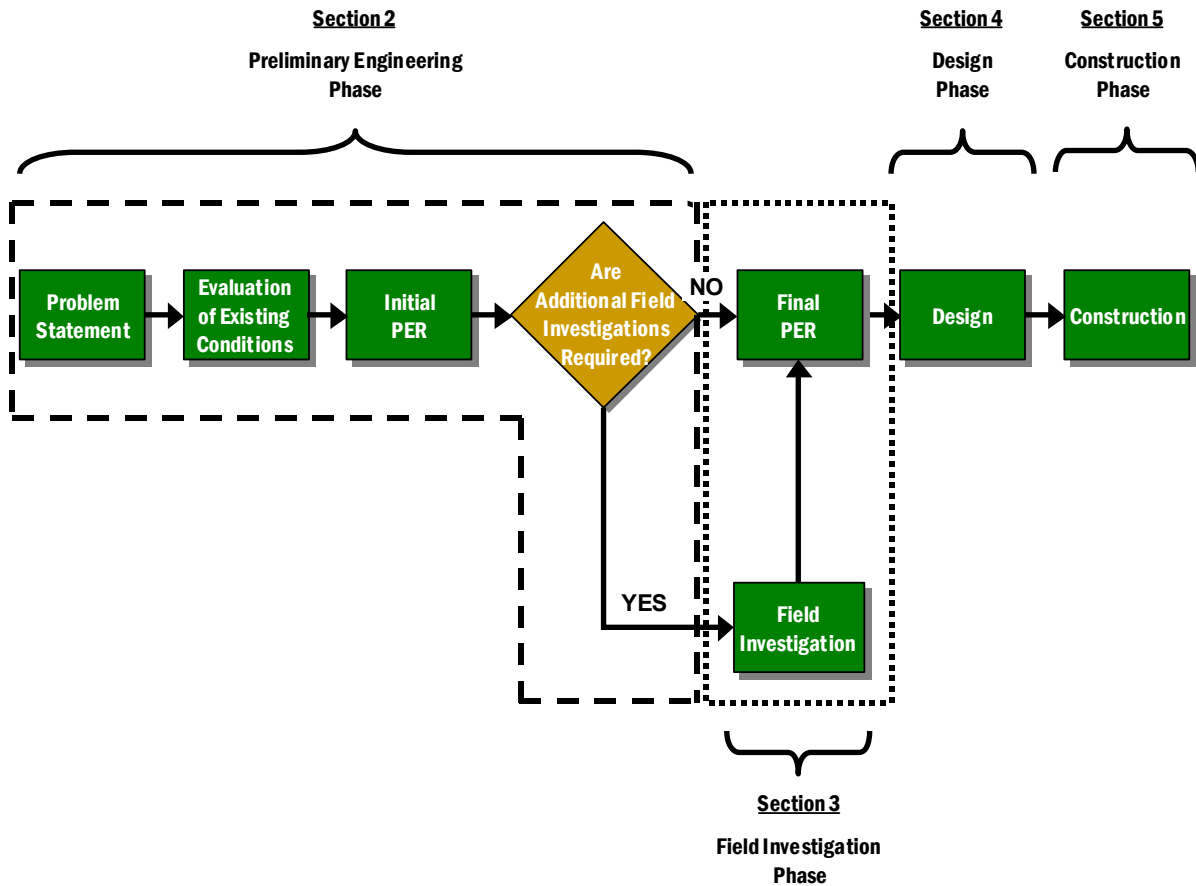 Section 2
Preliminary Engineering
Phase
Section 4
Design
Phase
Section 5
Construction
Phase
Problem
Statement
Evaluation
of Existing
Conditions
Initial
PER
Are
Additional Field
Investigations
Required?
NO
Final
PER
Design
Construction
YES
Field
Investigation
Section 3
Field Investigation
Phase